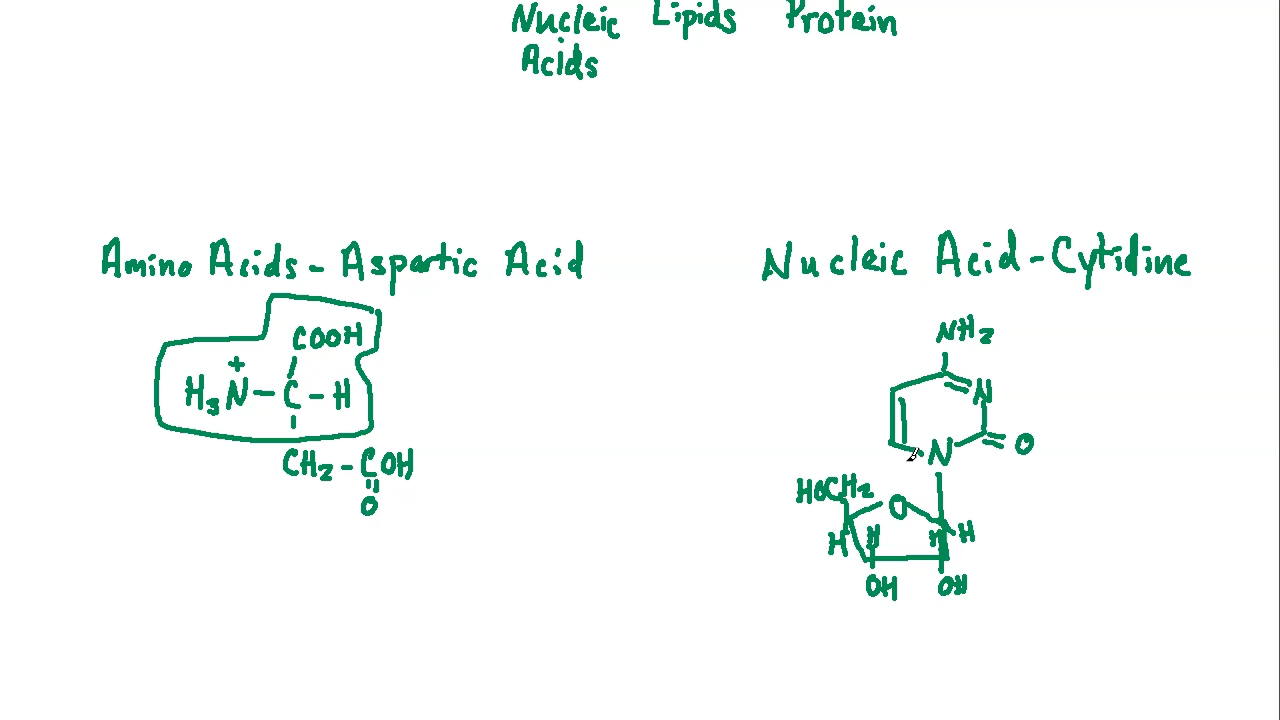 Nucleic Lipids Protein
Acids
Amino Acids - Aspartic Acid
Nucleic Acid - Cytidine
COOH
+
H3N - C - H
CH2 - COH
O
NH2
N
O
N
HOCH2
O
H H H H
OH OH